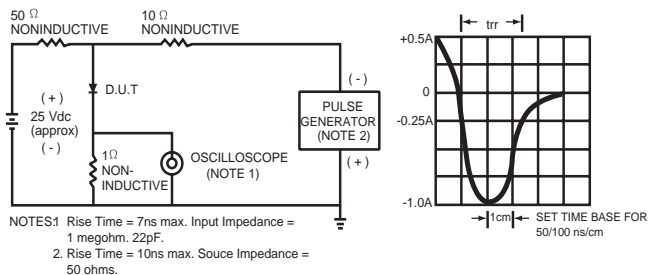 50 Ω
NONINDUCTIVE
10 Ω
NONINDUCTIVE
( + )
25 Vdc
(approx)
( - )
D.U.T
1Ω
NON-
INDUCTIVE
OSCILLOSCOPE
(NOTE 1)
( - )
PULSE
GENERATOR
(NOTE 2)
( + )
trr
+0.5A
0
-0.25A
-1.0A
1cm
SET TIME BASE FOR
50/100 ns/cm
NOTES:1 Rise Time = 7ns max. Input Impedance =
1 megohm. 22pF.
2. Rise Time = 10ns max. Souce Impedance =
50 ohms.